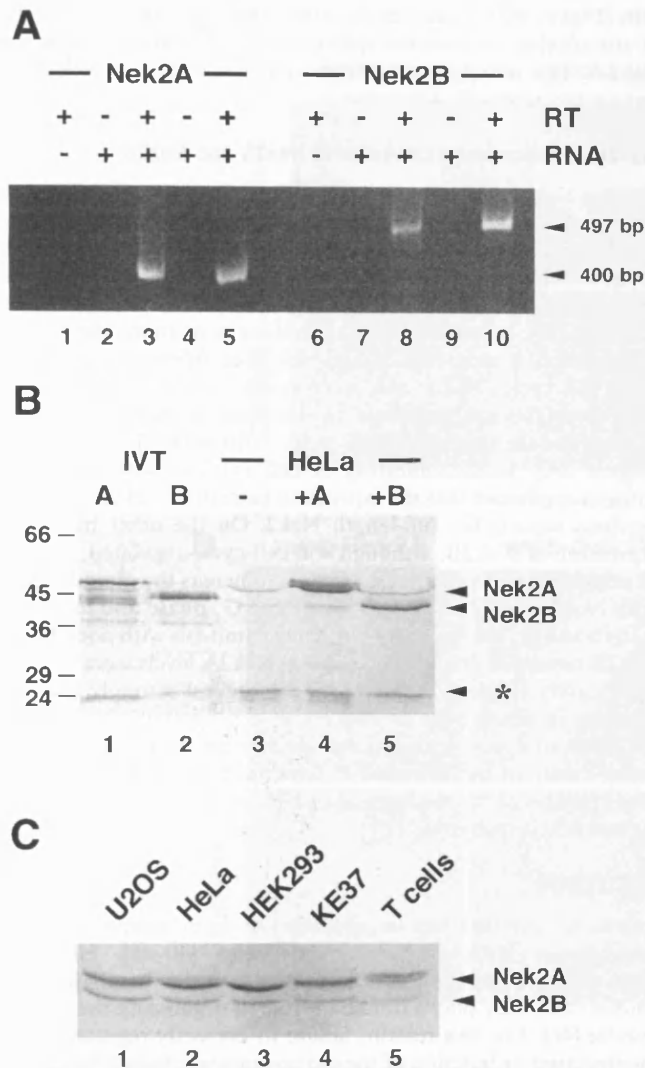 A
Nek2A Nek2B
+ - + - + + - + - + RT
- + + + + - + + + + RNA
497 bp
400 bp
1 2 3 4 5 6 7 8 9 10
B
IVT HeLa
A B - +A +B
66
45 Nek2A
Nek2B
36
29
24 *
1 2 3 4 5
C
U2OS HeLa HEK293 KE37 T cells
Nek2A
Nek2B
1 2 3 4 5